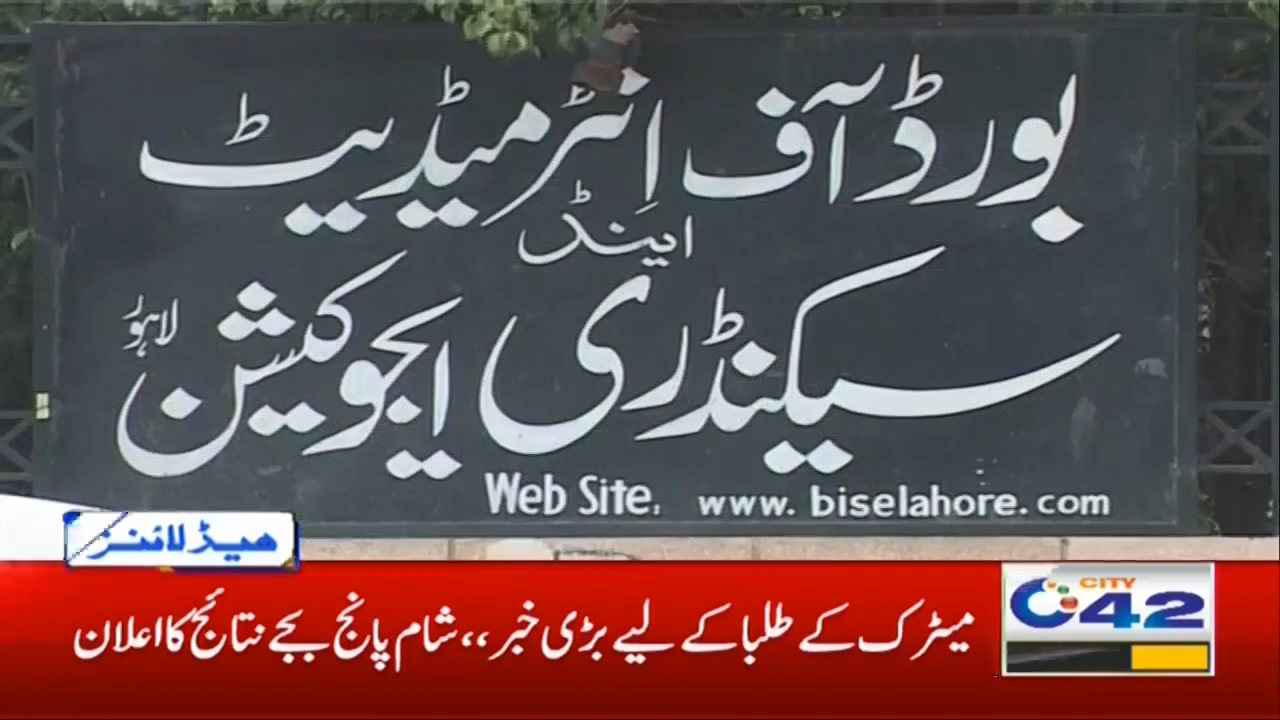 بورڈ آف انٹرمیڈیٹ
اینڈ
سیکنڈری ایجوکیشن لاہور
Web Site. www. biselahore. com
ھیڈ لائنز
میٹرک کے طلبا کے لیے بڑی خبر،،شام پانچ بجے نتائج کا اعلان
CITY
42